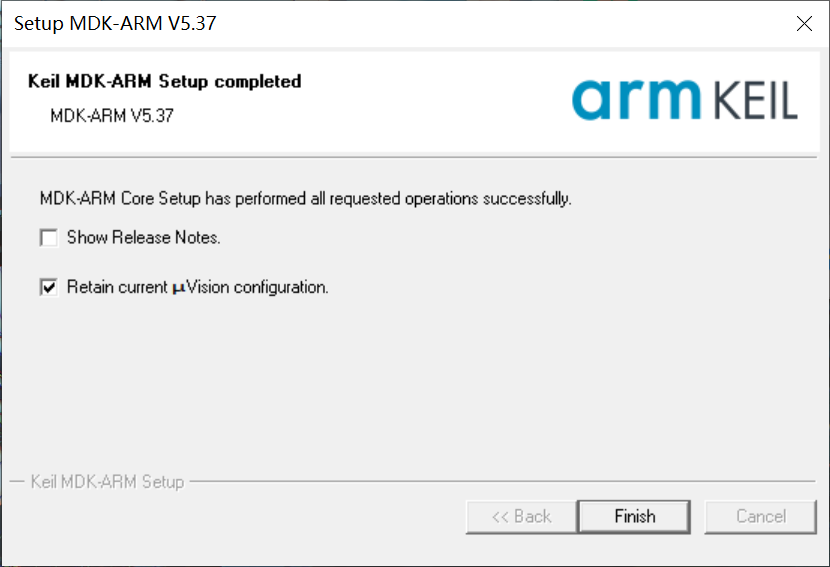 Setup MDK-ARM V5.37
Keil MDK-ARM Setup completed
MDK-ARM V5.37
arm KEIL
MDK-ARM Core Setup has performed all requested operations successfully.
Show Release Notes.
Retain current µVision configuration.
Keil MDK-ARM Setup
<< Back
Finish
Cancel